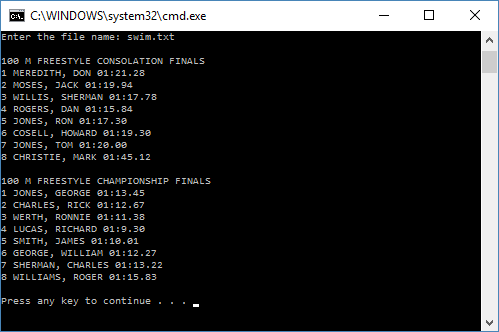 C:\WINDOWS\system32\cmd.exe
Enter the file name: swim.txt
100 M FREESTYLE CONSOLATION FINALS
1 MEREDITH, DON 01:21.28
2 MOSES, JACK 01:19.94
3 WILLIS, SHERMAN 01:17.78
4 ROGERS, DAN 01:15.84
5 JONES, RON 01:17.30
6 COSELL, HOWARD 01:19.30
7 JONES, TOM 01:20.00
8 CHRISTIE, MARK 01:45.12
100 M FREESTYLE CHAMPIONSHIP FINALS
1 JONES, GEORGE 01:13.45
2 CHARLES, RICK 01:12.67
3 WERTH, RONNIE 01:11.38
4 LUCAS, RICHARD 01:9.30
5 SMITH, JAMES 01:10.01
6 GEORGE, WILLIAM 01:12.27
7 SHERMAN, CHARLES 01:13.22
8 WILLIAMS, ROGER 01:15.83
Press any key to continue . . .